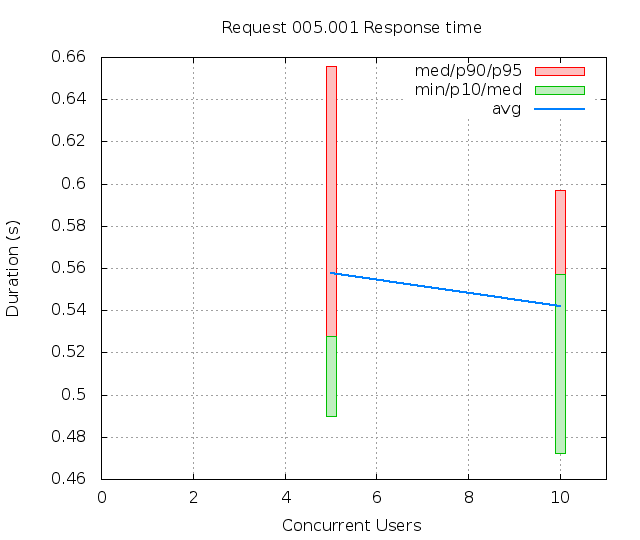 Request 005.001 Response time
0.66
0.64
0.62
0.6
0.58
0.56
0.54
0.52
0.5
0.48
0.46
Duration (s)
med/p90/p95
min/p10/med
avg
0 2 4 6 8 10
Concurrent Users